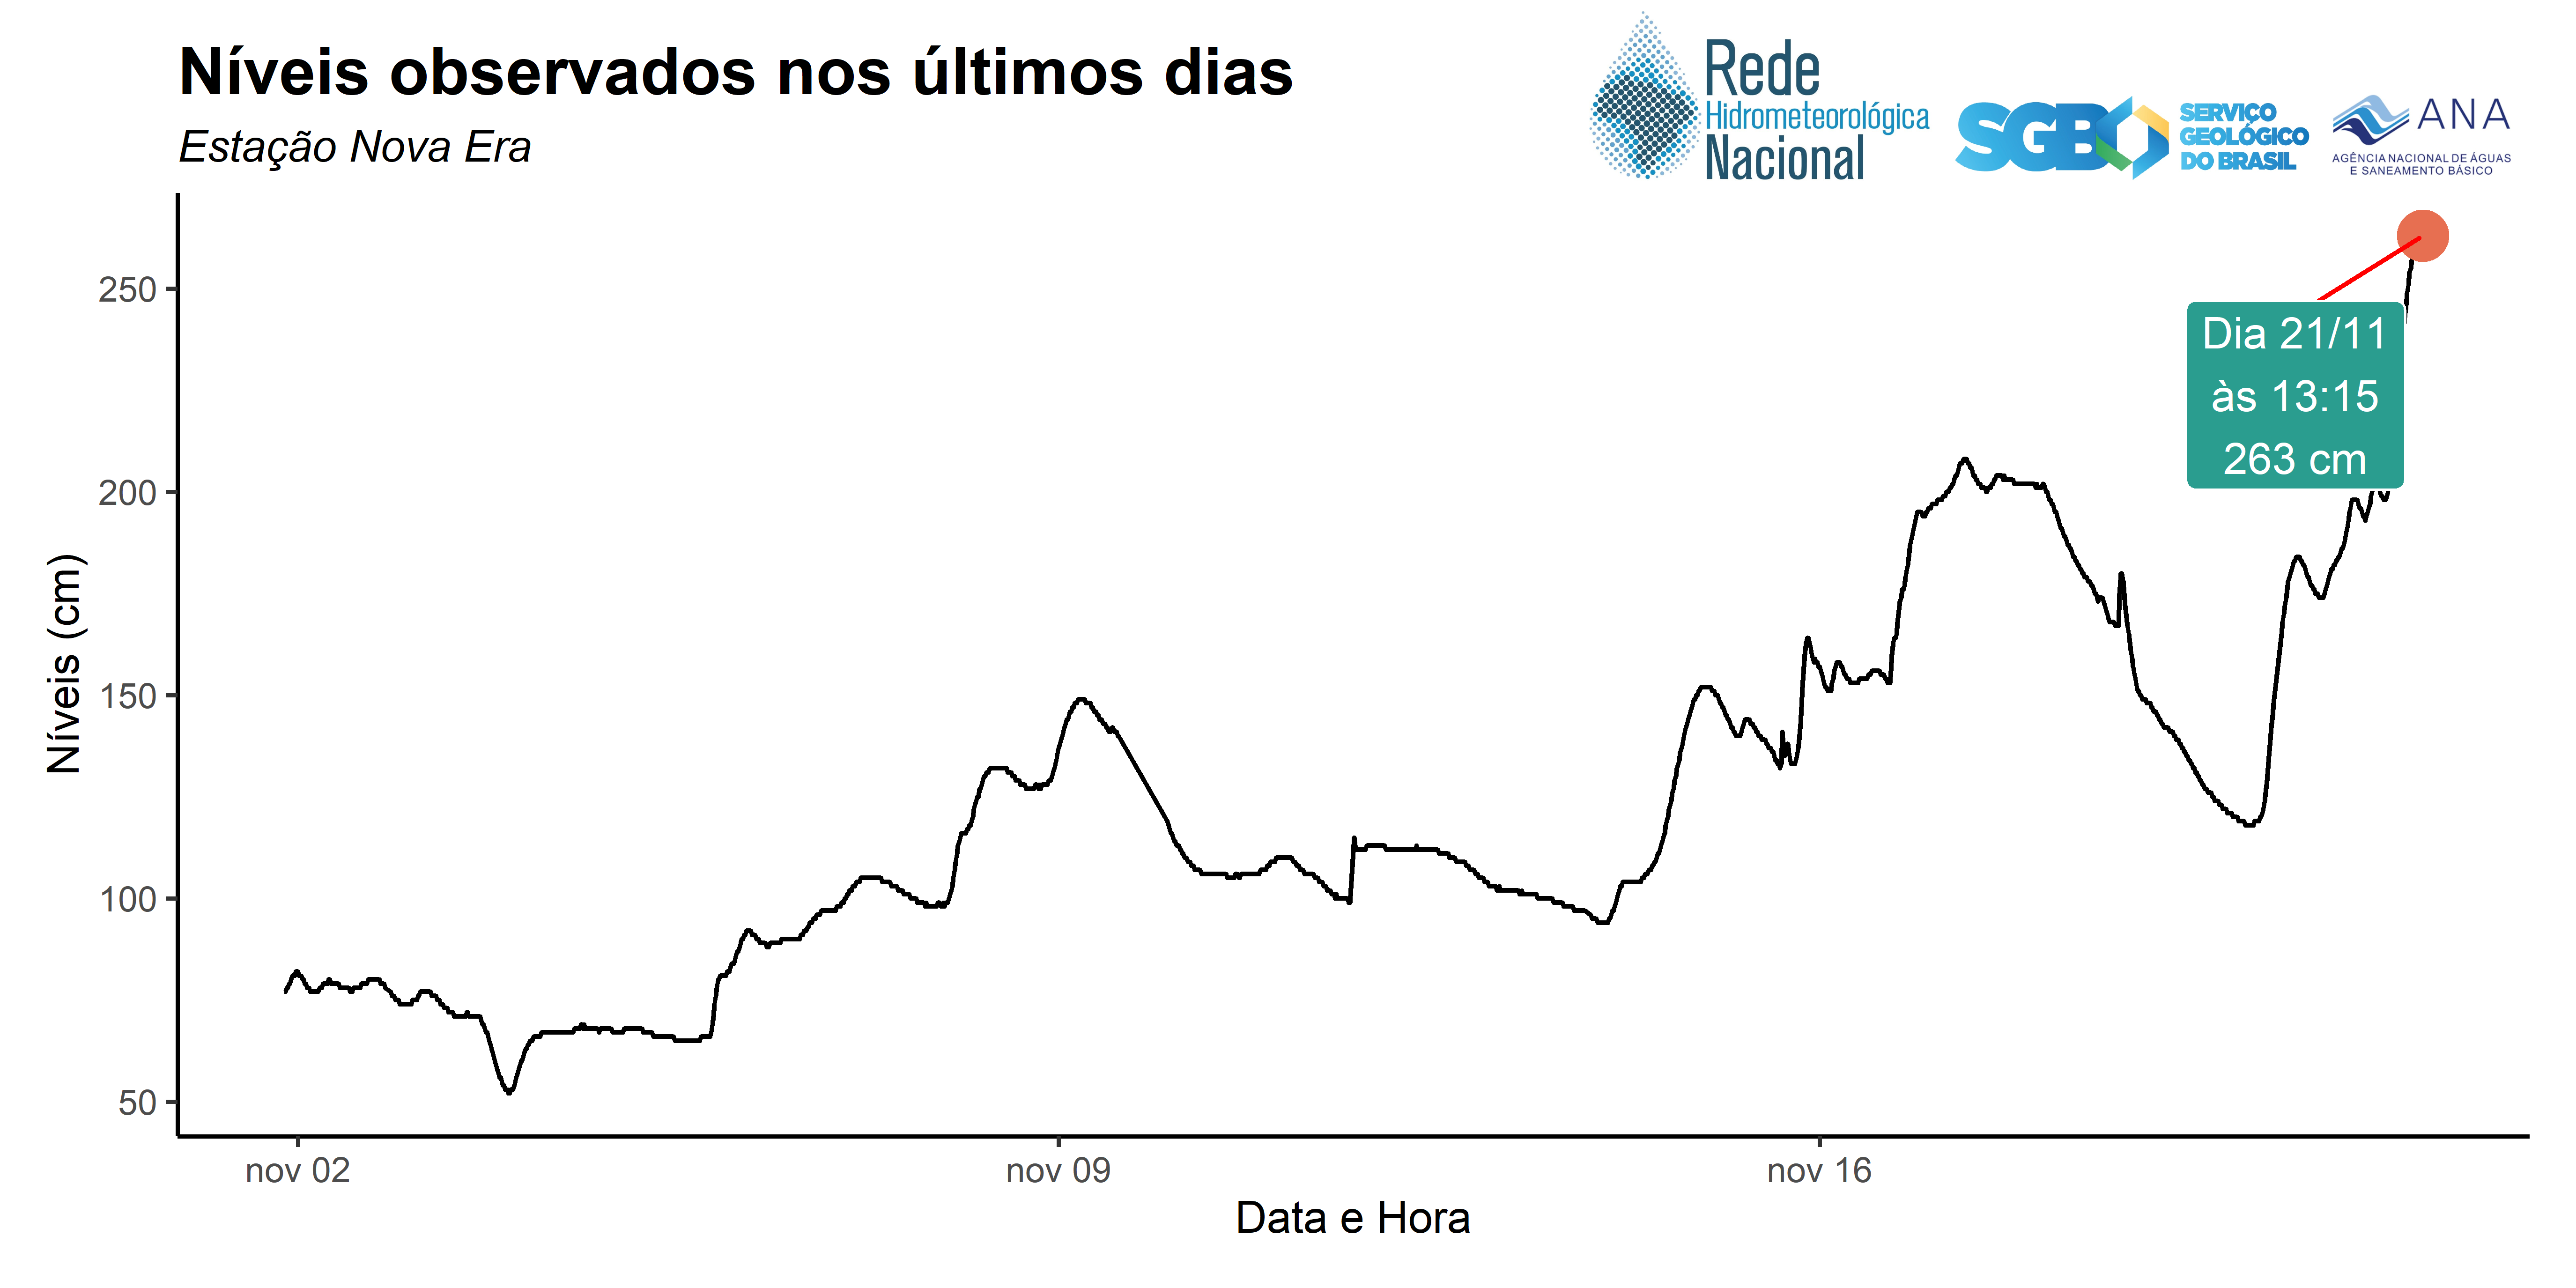 Níveis observados nos últimos dias
Estação Nova Era
Rede
Hidrometeorológica
Nacional
SGB
SERVIÇO
GEOLÓGICO
DO BRASIL
ANA
AGÊNCIA NACIONAL DE ÁGUAS
E SANEAMENTO BÁSICO
Níveis (cm)
250
200
150
100
50
Dia 21/11
às 13:15
263 cm
nov 02
nov 09
nov 16
Data e Hora